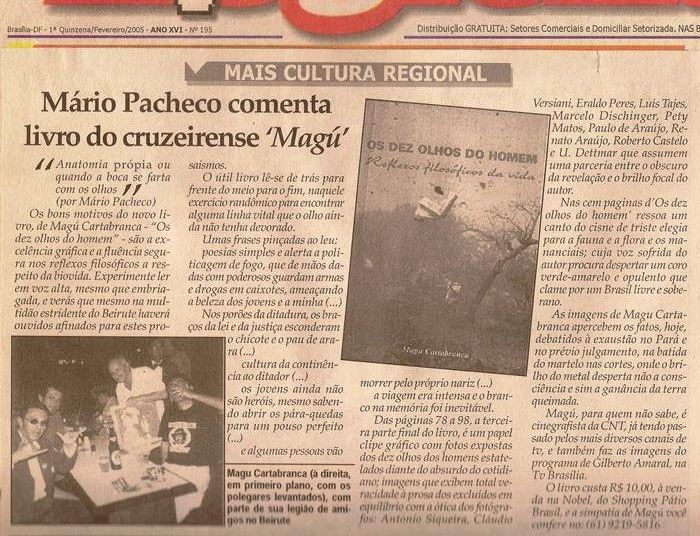 Brasília-DF - 1ª Quinzena/Fevereiro/2005 - ANO XVI - Nº 195
Distribuição GRATUITA: Setores Comerciais e Domiciliar Setorizada, NAS
MAIS CULTURA REGIONAL
Mário Pacheco comenta
livro do cruzeirense 'Magú'
“Anatomia própia ou
quando a boca se farta
com os olhos”
(por Mário Pacheco)
Os bons motivos do novo li-
vro, de Magú Cartabranca - "Os
dez olhos do homem" - são a ex-
celência gráfica e a fluência segu-
ra nos reflexos filosóficos a res-
peito da biovida. Experimente ler
em voz alta, mesmo que embria-
gada, e verás que mesmo na mul-
tidão estridente do Beirute haverá
ouvidos afinados para estes pro-
saísmos.
O útil livro lê-se de trás para
frente do meio para o fim, naquele
exercício randômico para encontrar
alguma linha vital que o olho ain-
da não tenha devorado.
Umas frases pinçadas ao leu:
poesias simples e alerta a poli-
ticagem de fogo, que de mãos da-
das com poderosos guardam armas
e drogas em caixotes, ameaçando
a beleza dos jovens e a minha (...)
Nos porões da ditadura, os bra-
ços da lei e da justiça esconderam
o chicote e o pau de ara-
ra (...)
cultura da continên-
cia ao ditador (...)
os jovens ainda não
são heróis, mesmo saben-
do abrir os pára-quedas
para um pouso perfeito
(...)
e algumas pessoas vão
Magu Cartabranca (à direita,
em primeiro plano, com os
polegares levantados), com
parte de sua legião de ami-
gos no Beirute
OS DEZ OLHOS DO HOMEM
Reflexos filosóficos da vida
Magu Cartabranca
morrer pelo próprio nariz (...)
a viagem era intensa e o bran-
co na memória foi inevitável.
Das páginas 78 a 98, a tercei-
ra parte final do livro, é um papel
clipe gráfico com fotos expostas
dos dez olhos dos homens estate-
lados diante do absurdo do cotidi-
ano; imagens que exibem total ve-
racidade à prosa dos excluídos em
equilíbrio com a ótica dos fotógra-
fos: Antonio Siqueira, Cláudio
Versiani, Eraldo Peres, Luis Tajes,
Marcelo Dischinger, Pety
Matos, Paulo de Araújo, Re-
nato Araújo, Roberto Castelo
e U. Dettmar que assumem
uma parceria entre o obscuro
da revelação e o brilho focal do
autor.
Nas cem paginas d'Os dez
olhos do homem' ressoa um
canto do cisne de triste elegia
para a fauna e a flora e os ma-
nanciais; cuja voz sofrida do
autor procura despertar um coro
verde-amarelo e opulento que
clame por um Brasil livre e sobe-
rano.
As imagens de Magu Carta-
branca apercebem os fatos, hoje,
debatidos à exaustão no Pará e
no prévio julgamento, na batida
do martelo nas cortes, onde o bri-
lho do metal desperta não a cons-
ciência e sim a ganância da terra
queimada.
Magú, para quem não sabe, é
cinegrafista da CNT, já tendo pas-
sado pelos mais diversos canais de
tv, e também faz as imagens do
programa de Gilberto Amaral, na
Tv Brasília.
O livro custa R$ 10,00, à ven-
da na Nobel, do Shopping Pátio
Brasil, e a simpatia de Magú você
confere no: (61) 9219-5816